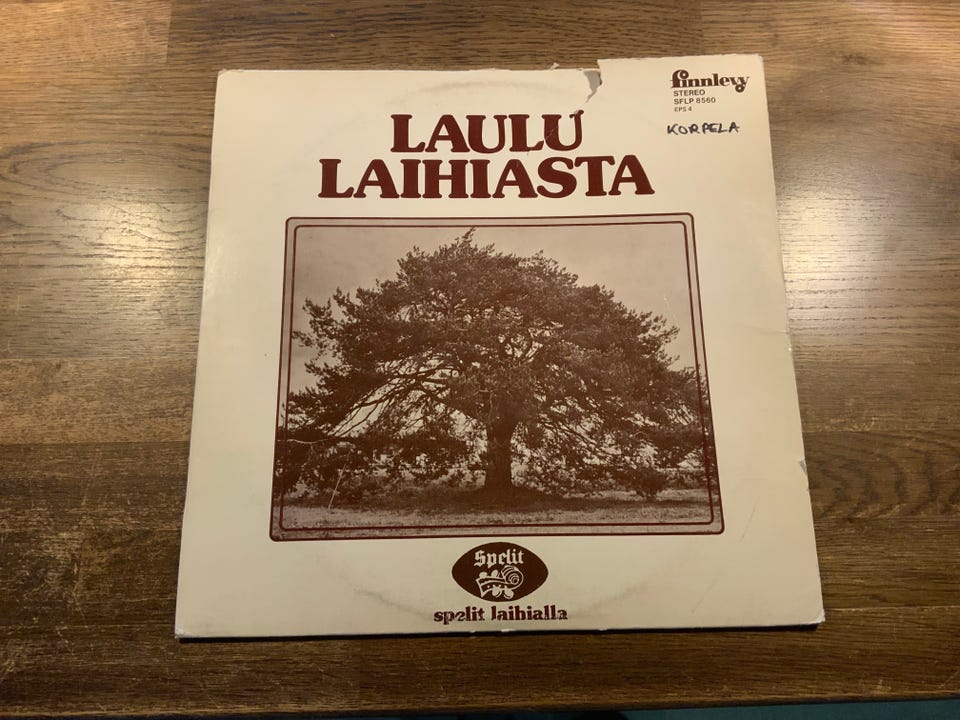 finnlevy
STEREO
SFLP 8560
EPS 4
KORPELA
LAULU
LAIHIASTA
Spelit
spelit laihialla